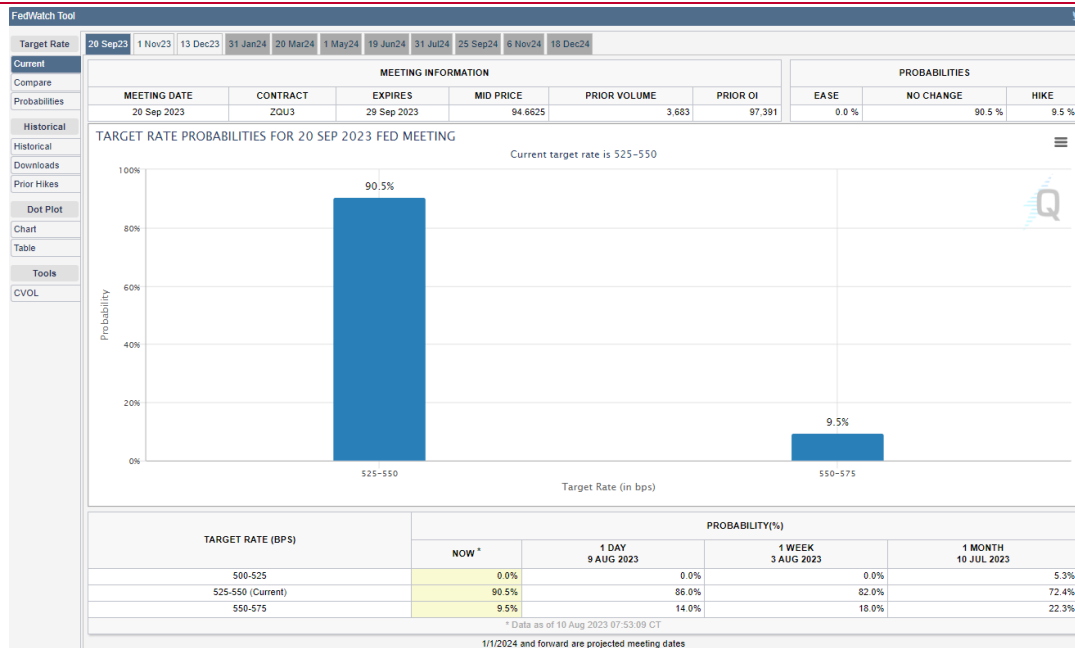 FedWatch Tool
Target Rate
Current
Compare
Probabilities
Historical
Historical
Downloads
Prior Hikes
Dot Plot
Chart
Table
Tools
CVOL
20 Sep23 1 Nov23 13 Dec23 31 Jan24 20 Mar24 1 May24 19 Jun24 31 Jul24 25 Sep24 6 Nov24 18 Dec24
MEETING INFORMATION PROBABILITIES
MEETING DATE CONTRACT EXPIRES MID PRICE PRIOR VOLUME PRIOR OI EASE NO CHANGE HIKE
20 Sep 2023 ZQU3 29 Sep 2023 94.6625 3,683 97,391 0.0 % 90.5 % 9.5 %
TARGET RATE PROBABILITIES FOR 20 SEP 2023 FED MEETING
Current target rate is 525-550
Q
Probability
100%
80%
60%
40%
20%
0%
90.5%
9.5%
525-550 550-575
Target Rate (in bps)
TARGET RATE (BPS) PROBABILITY(%)
NOW * 1 DAY 1 WEEK 1 MONTH
9 AUG 2023 3 AUG 2023 10 JUL 2023
500-525 0.0% 0.0% 0.0% 5.3%
525-550 (Current) 90.5% 86.0% 82.0% 72.4%
550-575 9.5% 14.0% 18.0% 22.3%
* Data as of 10 Aug 2023 07:53:09 CT
1/1/2024 and forward are projected meeting dates